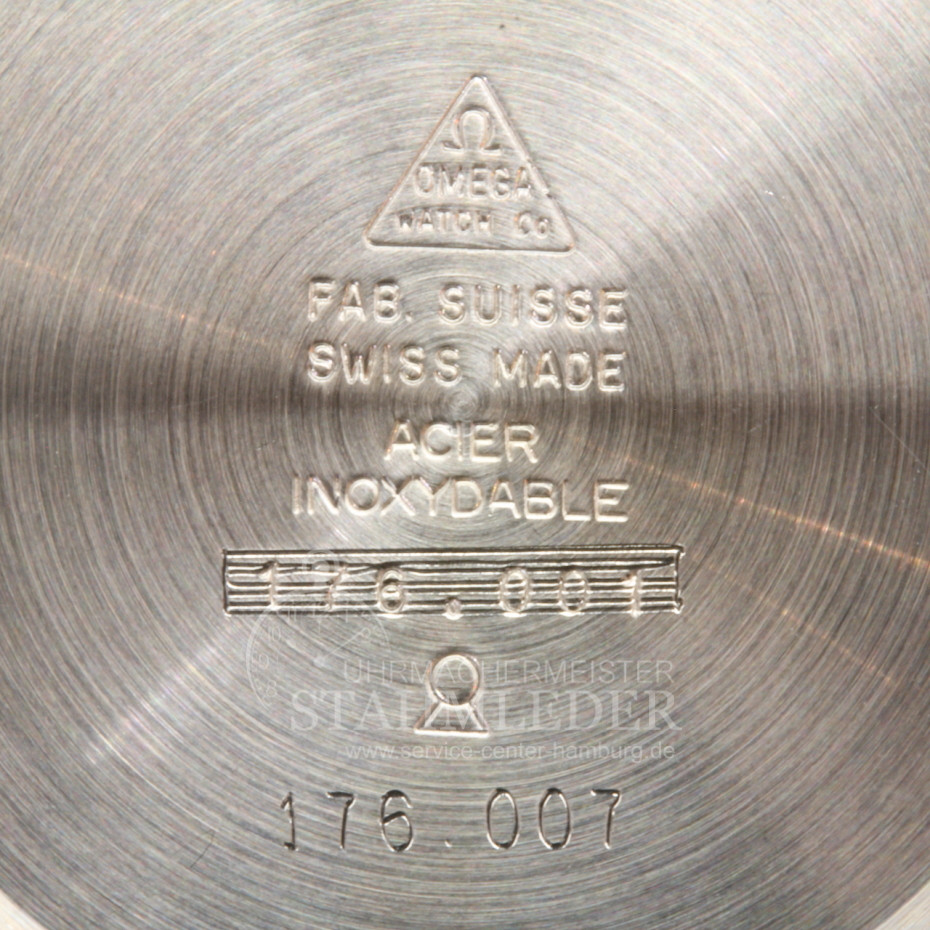 Ω
OMEGA
WATCH Co
FAB. SUISSE
SWISS MADE
ACIER
INOXYDABLE
176.001
UHRMACHERMEISTER
STAHMLEDER
www.service-center-hamburg.de
176.007